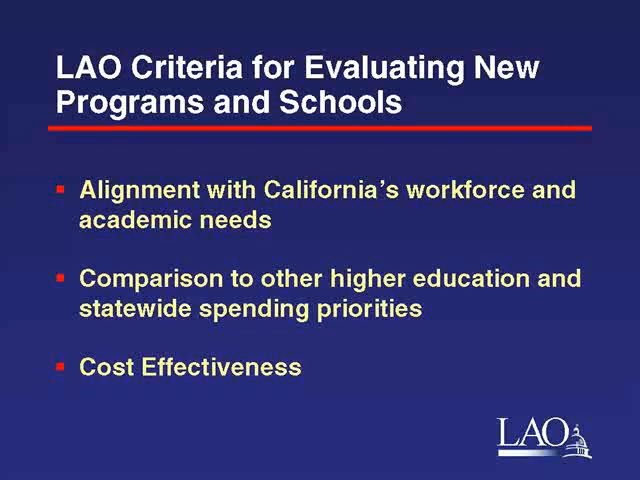 LAO Criteria for Evaluating New
Programs and Schools
Alignment with California's workforce and
academic needs
Comparison to other higher education and
statewide spending priorities
Cost Effectiveness
LAO